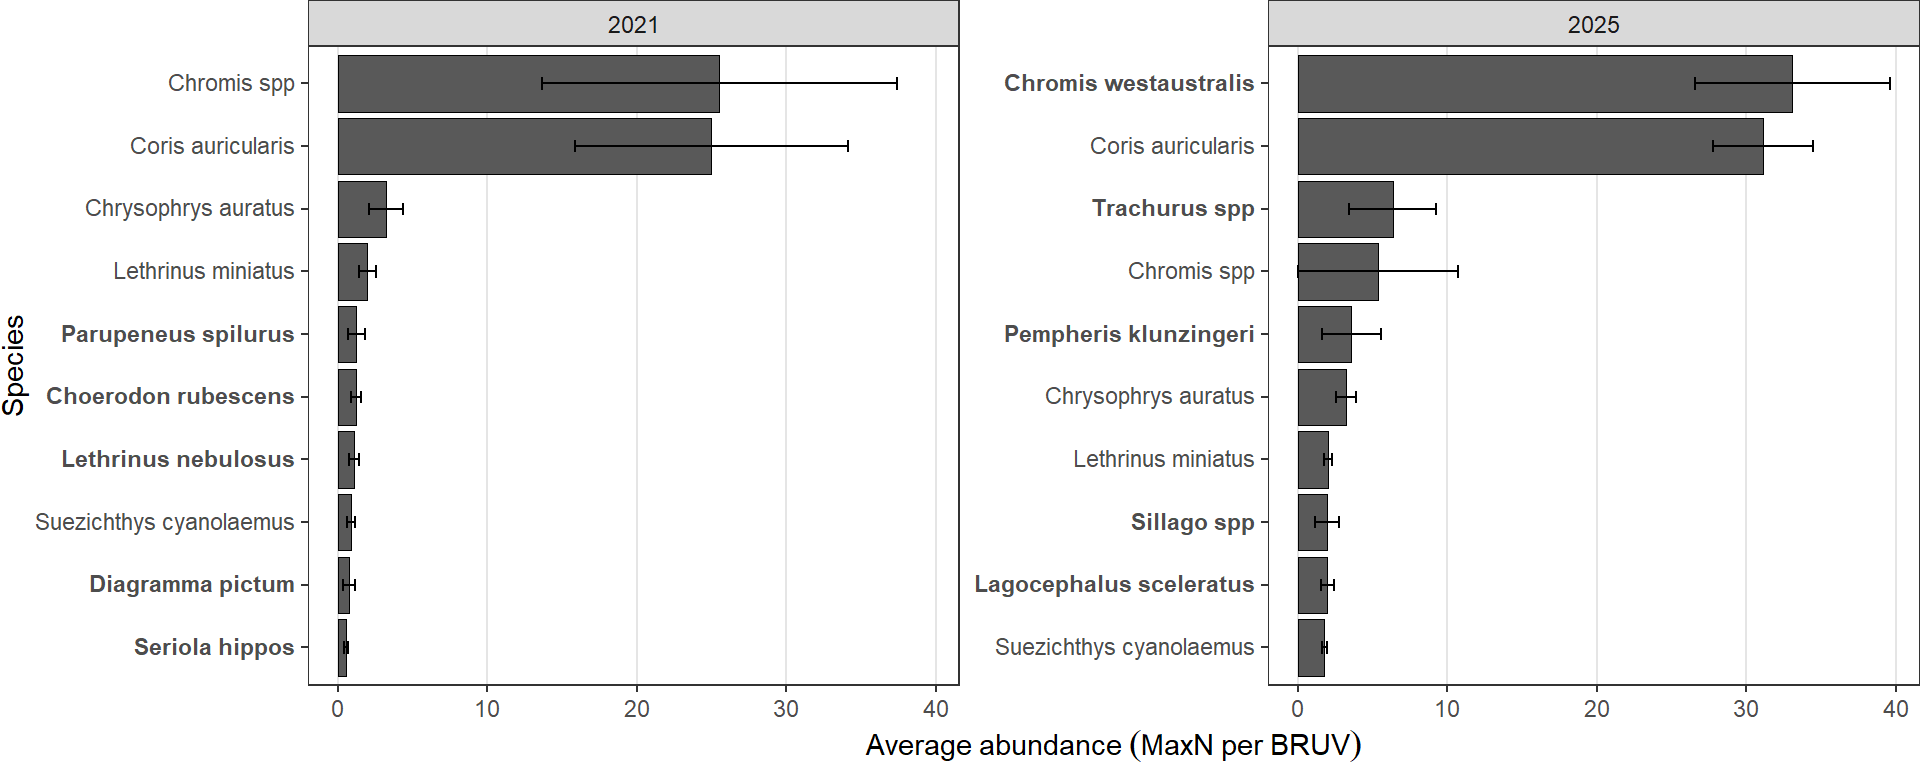 2021
2025
Species
Chromis spp
Coris auricularis
Chrysophrys auratus
Lethrinus miniatus
Parupeneus spilurus
Choerodon rubescens
Lethrinus nebulosus
Suezichthys cyanolaemus
Diagramma pictum
Seriola hippos
0 10 20 30 40
Chromis westaustralis
Coris auricularis
Trachurus spp
Chromis spp
Pempheris klunzingeri
Chrysophrys auratus
Lethrinus miniatus
Sillago spp
Lagocephalus sceleratus
Suezichthys cyanolaemus
0 10 20 30 40
Average abundance (MaxN per BRUV)